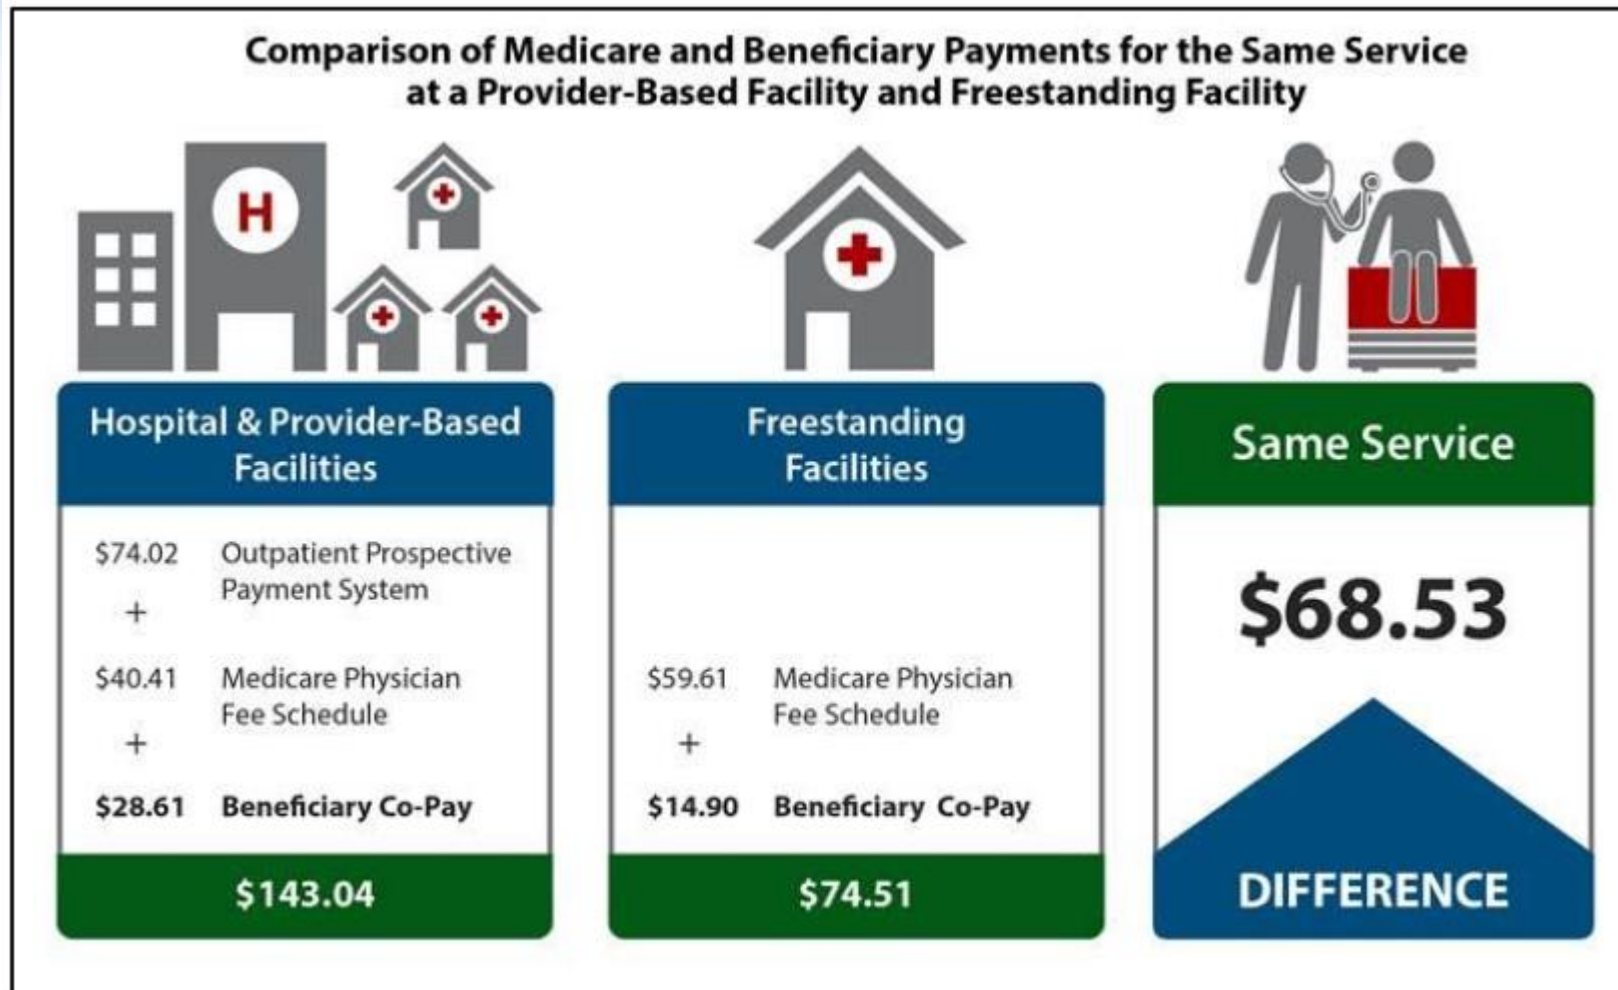 Comparison of Medicare and Beneficiary Payments for the Same Service
at a Provider-Based Facility and Freestanding Facility
H
Hospital & Provider-Based
Facilities
$74.02 Outpatient Prospective
Payment System
+
$40.41 Medicare Physician
Fee Schedule
+
$28.61 Beneficiary Co-Pay
$143.04
Freestanding
Facilities
$59.61 Medicare Physician
Fee Schedule
+
$14.90 Beneficiary Co-Pay
$74.51
Same Service
$68.53
DIFFERENCE